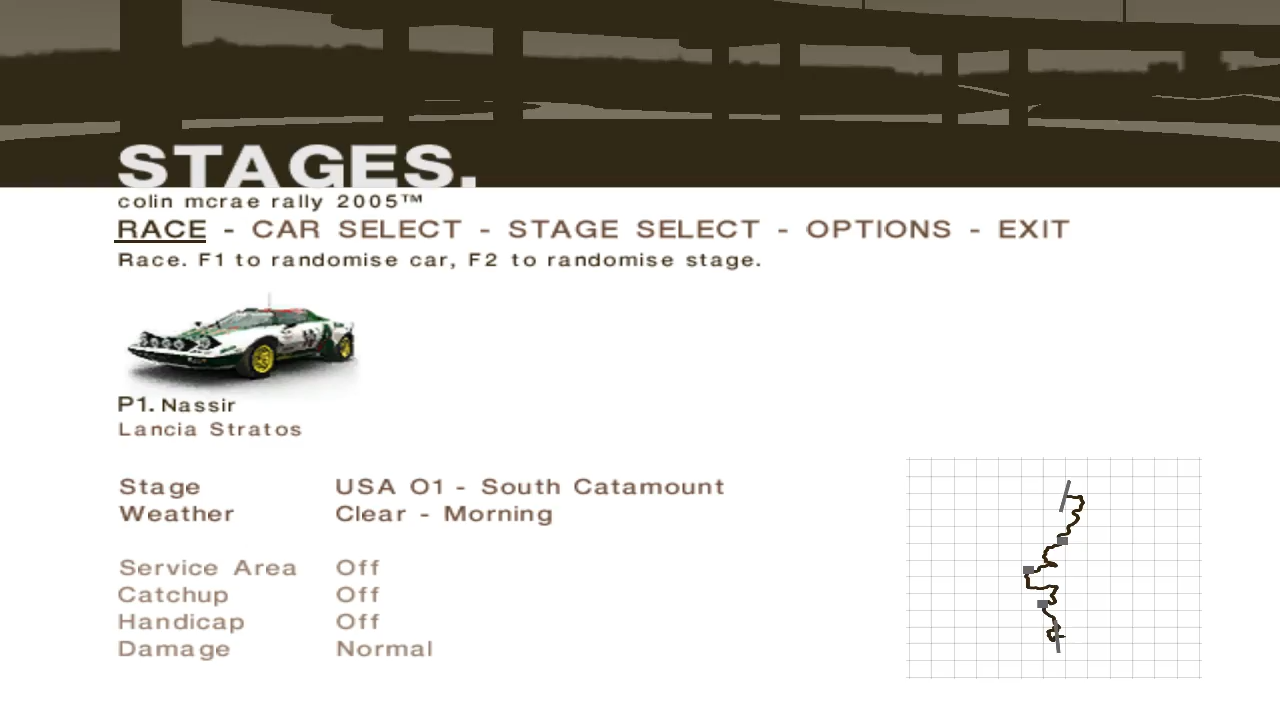 STAGES.
colin mcrae rally 2005™
RACE - CAR SELECT - STAGE SELECT - OPTIONS - EXIT
Race. F1 to randomise car, F2 to randomise stage.
P1. Nassir
Lancia Stratos
Stage USA 01 - South Catamount
Weather Clear - Morning
Service Area Off
Catchup Off
Handicap Off
Damage Normal